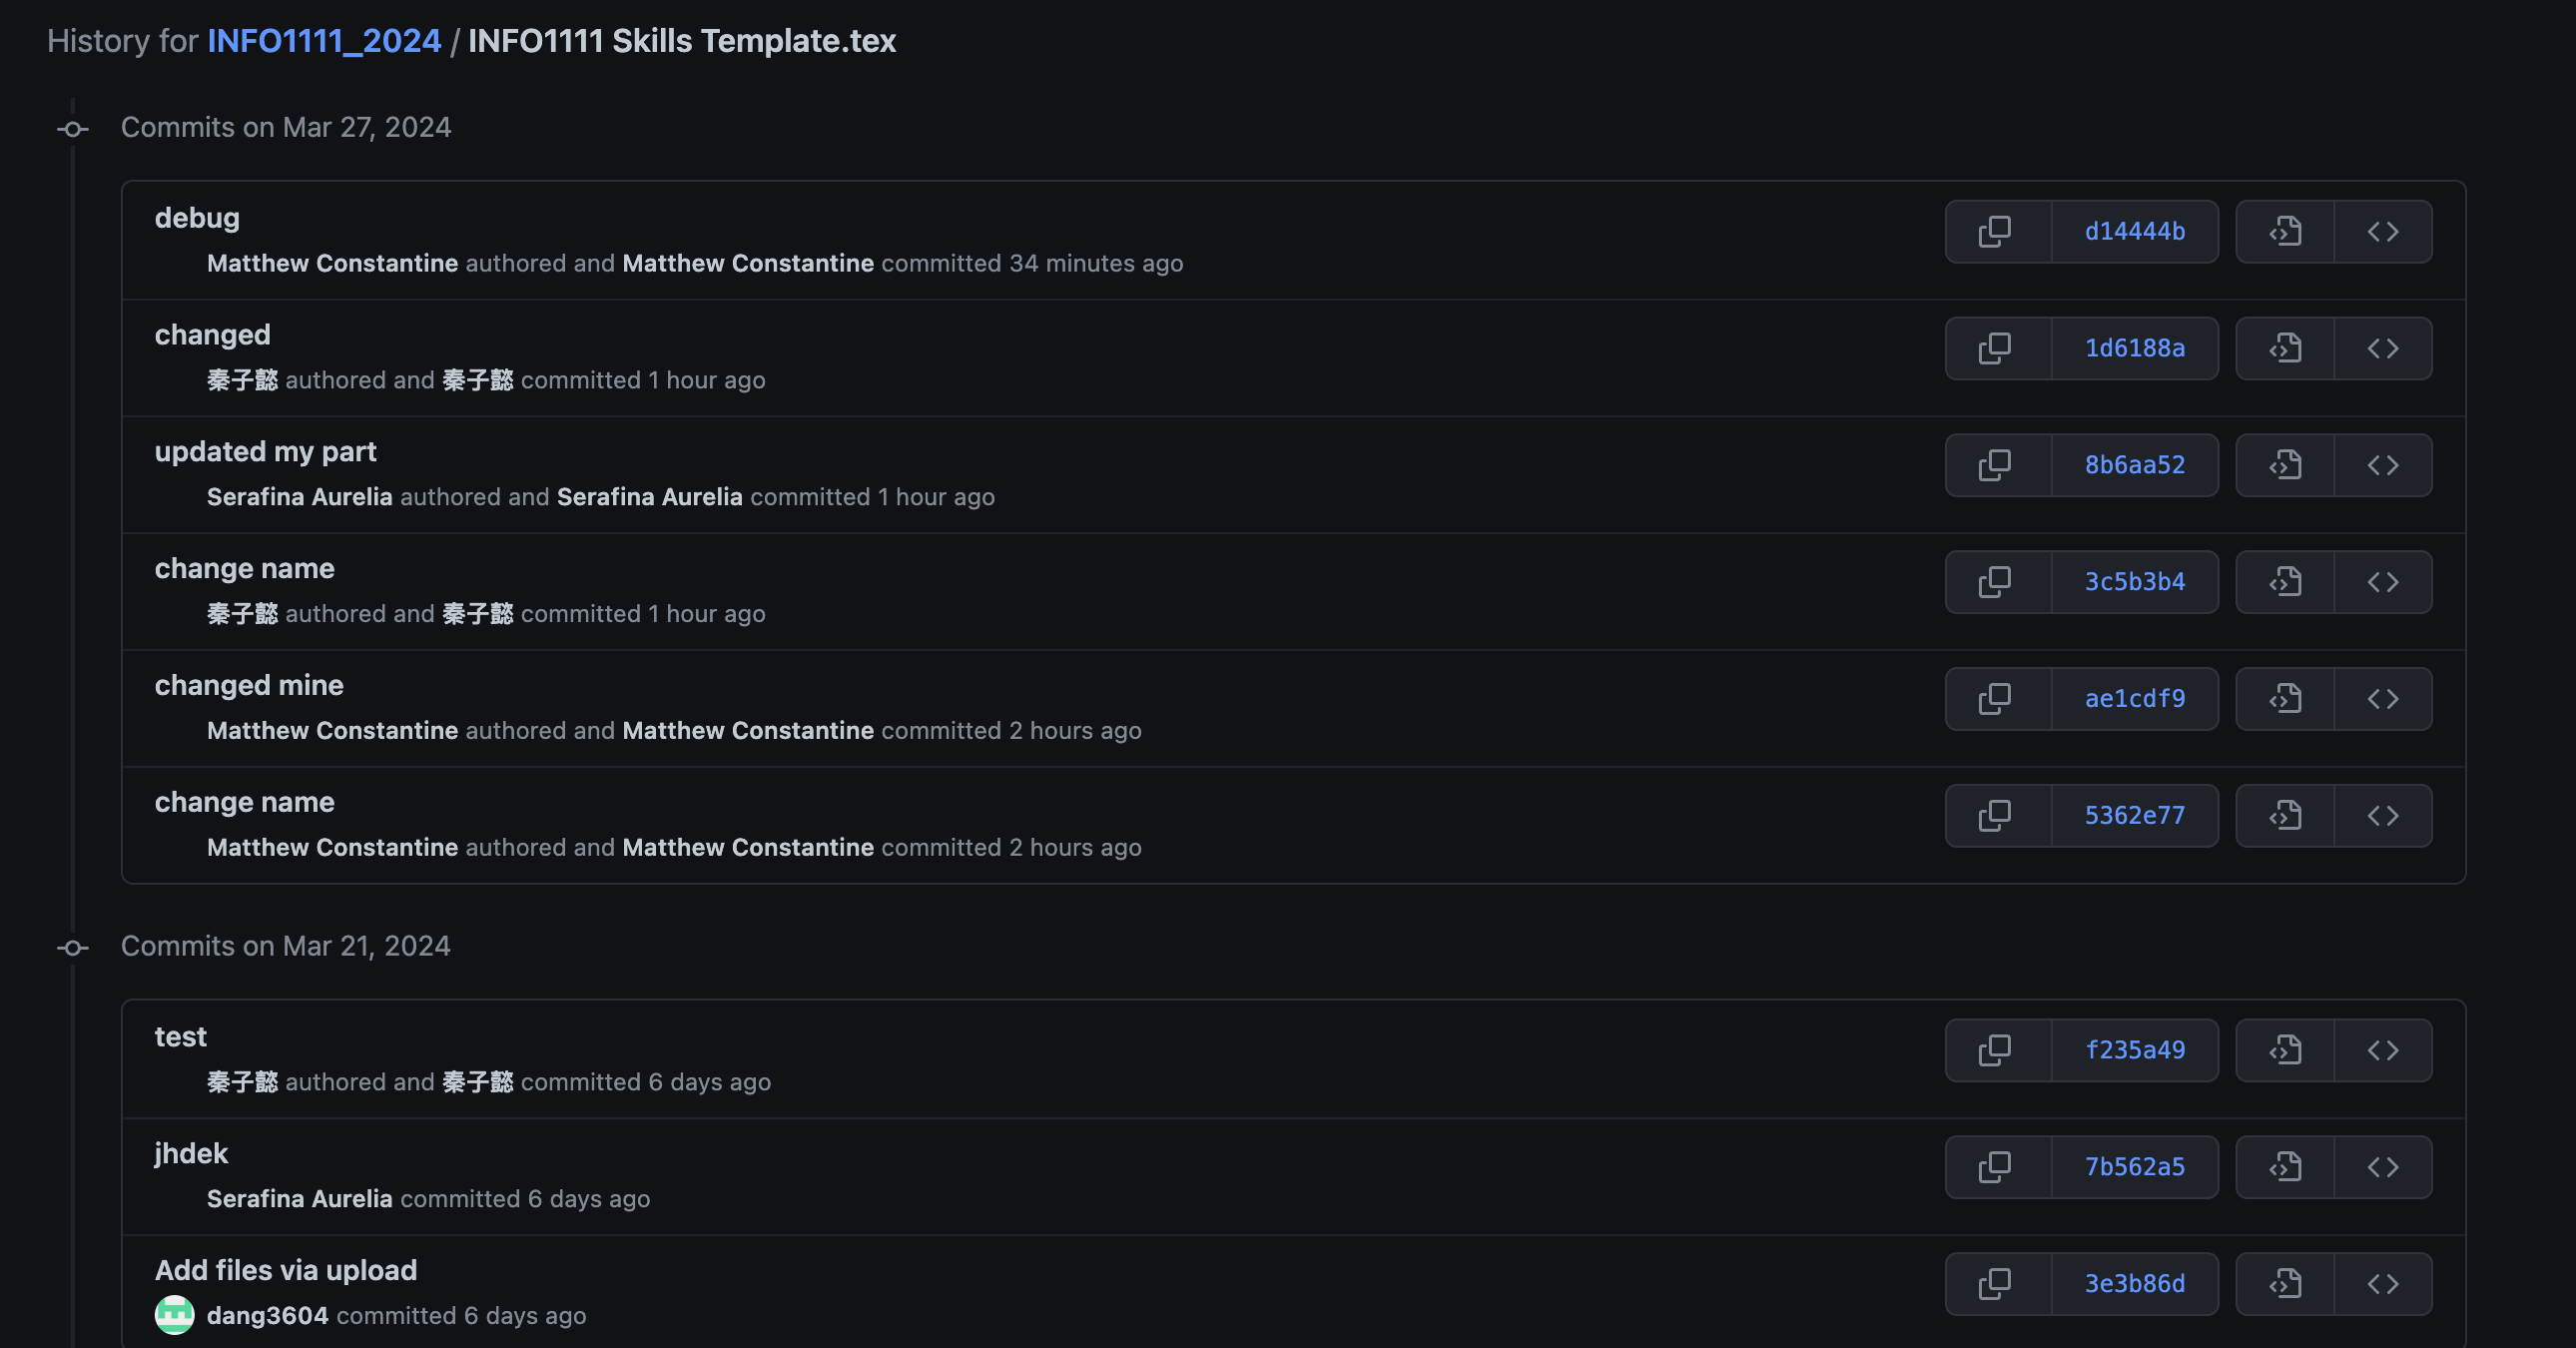 History for INFO1111_2024 / INFO1111 Skills Template.tex
Commits on Mar 27, 2024
debug
d14444b
Matthew Constantine authored and Matthew Constantine committed 34 minutes ago
changed
1d6188a
秦子懿 authored and 秦子懿 committed 1 hour ago
updated my part
8b6aa52
Serafina Aurelia authored and Serafina Aurelia committed 1 hour ago
change name
3c5b3b4
秦子懿 authored and 秦子懿 committed 1 hour ago
changed mine
ae1cdf9
Matthew Constantine authored and Matthew Constantine committed 2 hours ago
change name
5362e77
Matthew Constantine authored and Matthew Constantine committed 2 hours ago
Commits on Mar 21, 2024
test
f235a49
秦子懿 authored and 秦子懿 committed 6 days ago
jhdek
7b562a5
Serafina Aurelia committed 6 days ago
Add files via upload
3e3b86d
dang3604 committed 6 days ago